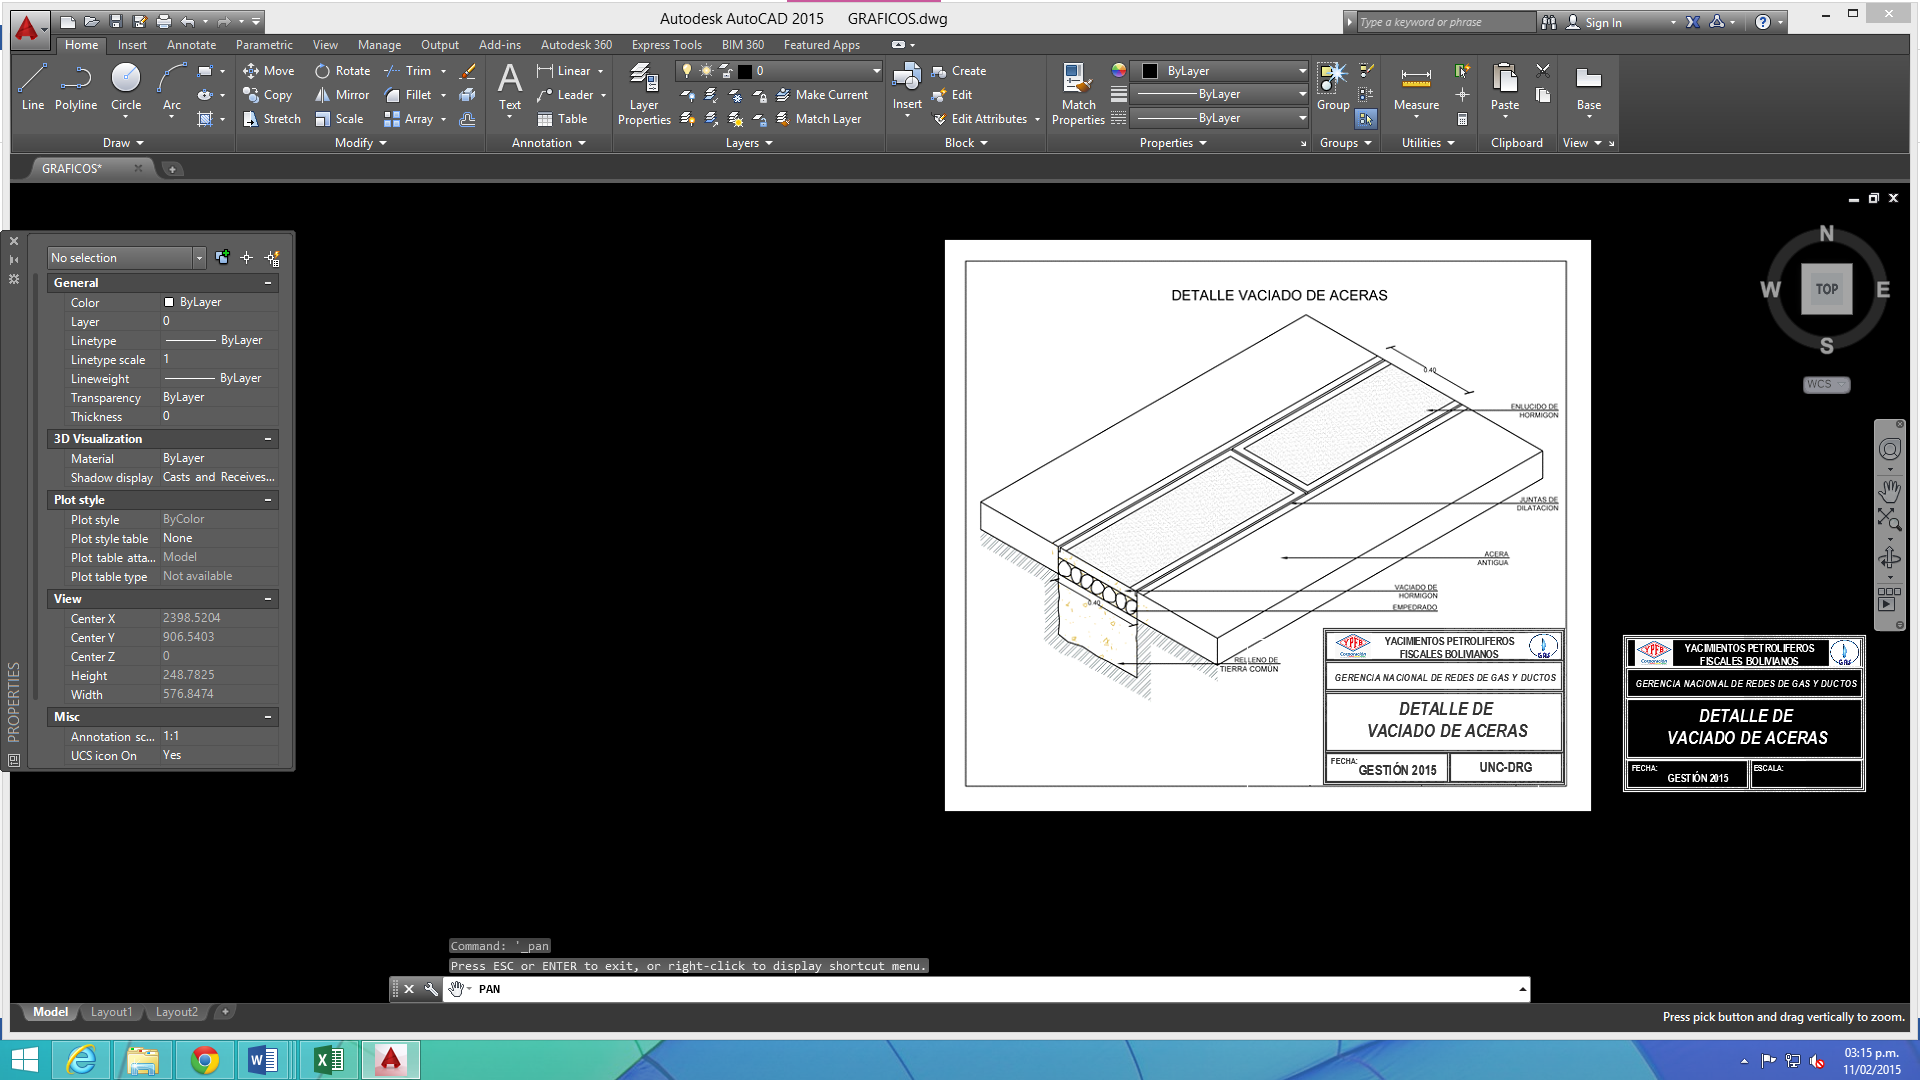 Autodesk AutoCAD 2015 GRAFICOS.dwg
Type a keyword or phrase
Sign In
Home Insert Annotate Parametric View Manage Output Add-ins Autodesk 360 Express Tools BIM 360 Featured Apps
Line Polyline Circle Arc
Move Rotate Trim
Copy Mirror Fillet
Stretch Scale Array
Text
Linear
Leader
Table
Layer Properties
0
Make Current
Match Layer
Insert
Create
Edit
Edit Attributes
Match Properties
ByLayer
ByLayer
ByLayer
Group
Measure
Paste
Base
Draw Modify Annotation Layers Block Properties Groups Utilities Clipboard View
GRAFICOS*
No selection
General
Color ByLayer
Layer 0
Linetype ByLayer
Linetype scale 1
Lineweight ByLayer
Transparency ByLayer
Thickness 0
3D Visualization
Material ByLayer
Shadow display Casts and Receives...
Plot style
Plot style ByColor
Plot style table None
Plot table atta... Model
Plot table type Not available
View
Center X 2398.5204
Center Y 906.5403
Center Z 0
Height 248.7825
Width 576.8474
Misc
Annotation sc... 1:1
UCS icon On Yes
PROPERTIES
DETALLE VACIADO DE ACERAS
0.40
ENLUCIDO DE
HORMIGON
JUNTAS DE
DILATACION
ACERA
ANTIGUA
VACIADO DE
HORMIGON
EMPEDRADO
0.40
RELLENO DE
TIERRA COMÚN
YPFB
Corporación
YACIMIENTOS PETROLIFEROS
FISCALES BOLIVIANOS
GAS
GERENCIA NACIONAL DE REDES DE GAS Y DUCTOS
DETALLE DE
VACIADO DE ACERAS
FECHA:
GESTIÓN 2015
UNC-DRG
YPFB
Corporación
YACIMIENTOS PETROLIFEROS
FISCALES BOLIVIANOS
GAS
GERENCIA NACIONAL DE REDES DE GAS Y DUCTOS
DETALLE DE
VACIADO DE ACERAS
FECHA:
GESTIÓN 2015
ESCALA:
N
W TOP E
S
WCS
Command: '_pan
Press ESC or ENTER to exit, or right-click to display shortcut menu.
PAN
Model Layout1 Layout2
Press pick button and drag vertically to zoom.
03:15 p.m.
11/02/2015